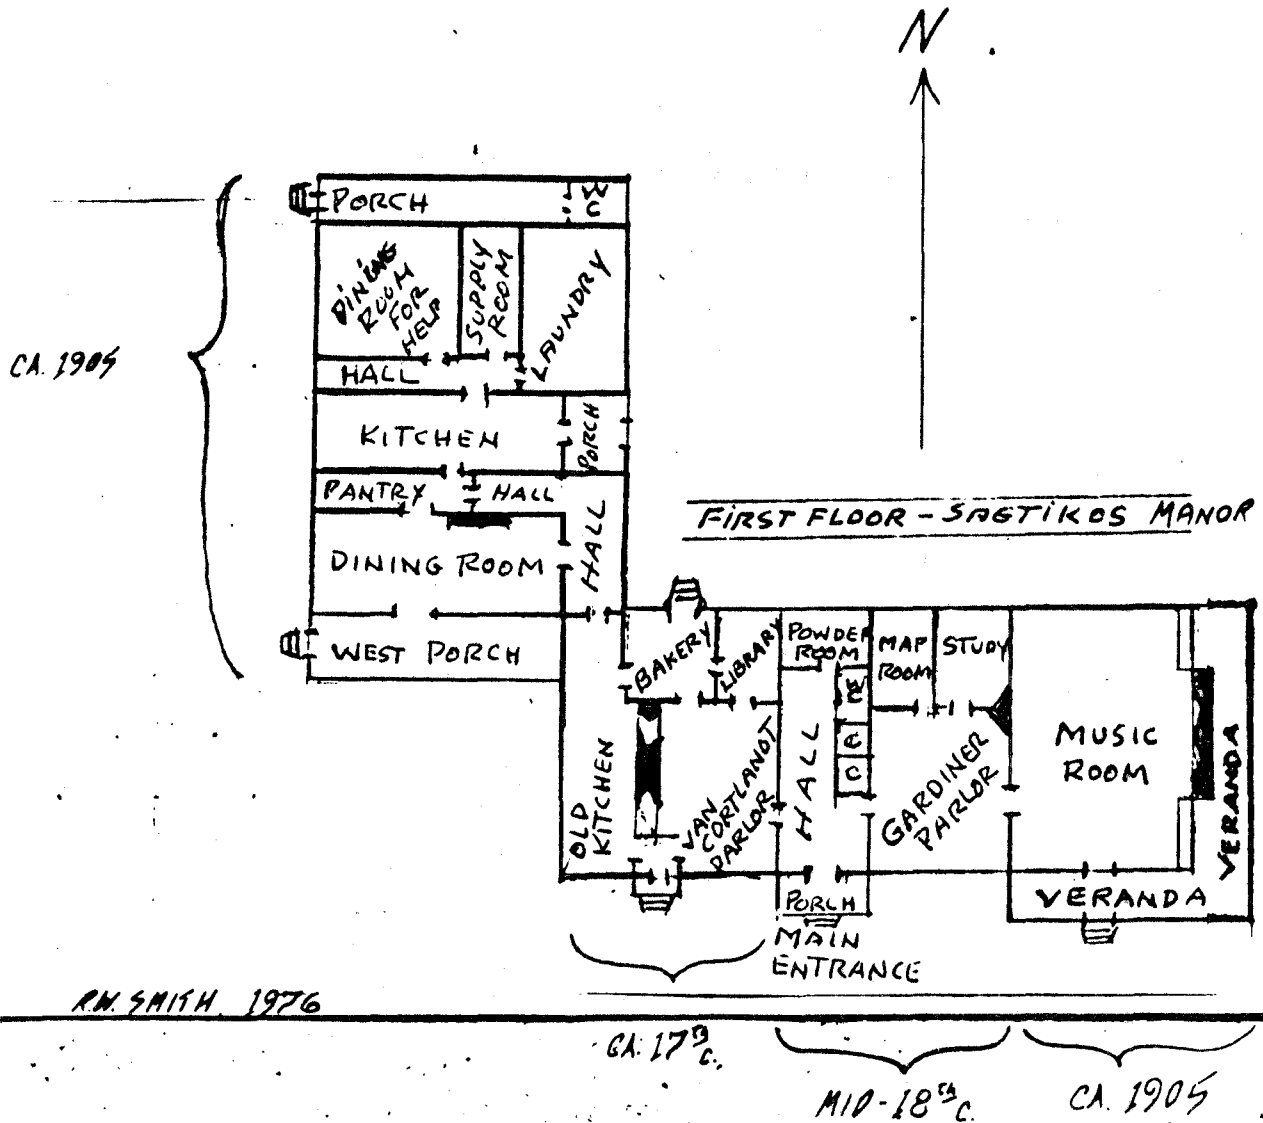 N
PORCH
WC
DINING
ROOM
FOR
HELP
SUPPLY
ROOM
LAUNDRY
HALL
CA. 1905
KITCHEN
PORCH
PANTRY
HALL
FIRST FLOOR - SAGTIKOS MANOR
DINING ROOM
HALL
WEST PORCH
BAKERY
LIBRARY
POWDER
ROOM
MAP
ROOM
STUDY
MUSIC
ROOM
VERANDA
OLD
KITCHEN
VAN
CORTLANDT
PARLOR
HALL
E
C
GARDINER
PARLOR
PORCH
VERANDA
MAIN
ENTRANCE
R.W. SMITH 1976
CA. 17TH C.
MID-18TH C.
CA. 1905